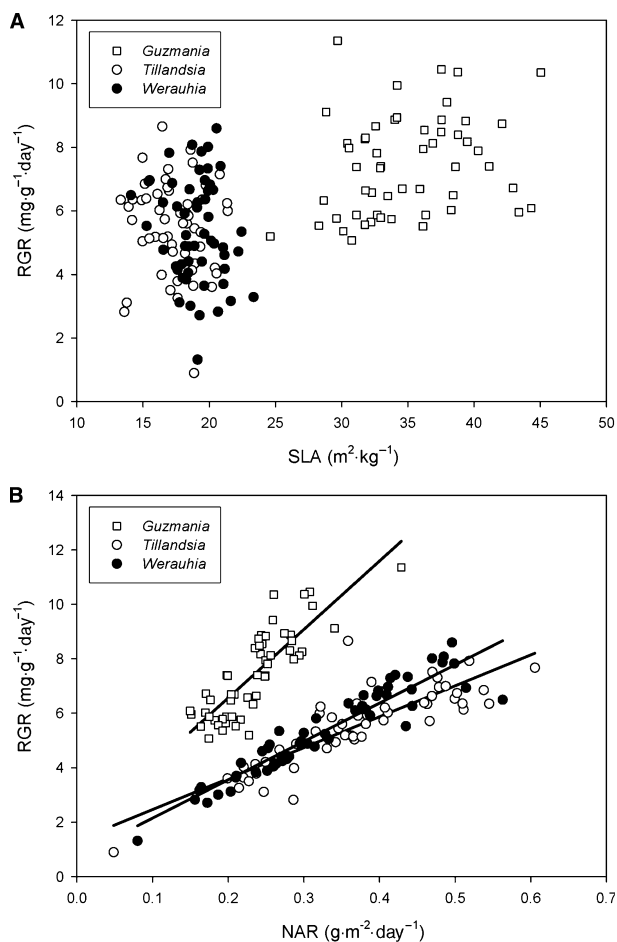 A
12
10
8
6
4
2
0
RGR (mg·g⁻¹·day⁻¹)
Guzmania
Tillandsia
Werauhia
10 15 20 25 30 35 40 45 50
SLA (m²·kg⁻¹)
B
14
12
10
8
6
4
2
0
RGR (mg·g⁻¹·day⁻¹)
Guzmania
Tillandsia
Werauhia
0.0 0.1 0.2 0.3 0.4 0.5 0.6 0.7
NAR (g·m⁻²·day⁻¹)